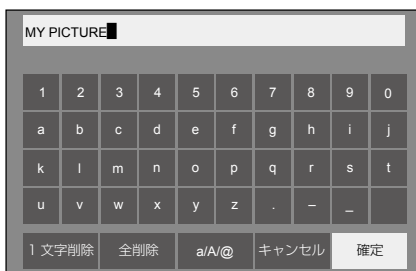 MY PICTURE
1 2 3 4 5 6 7 8 9 0
a b c d e f g h i j
k l m n o p q r s t
u v w x y z . – _
1文字削除 全削除 a/A/@ キャンセル 確定